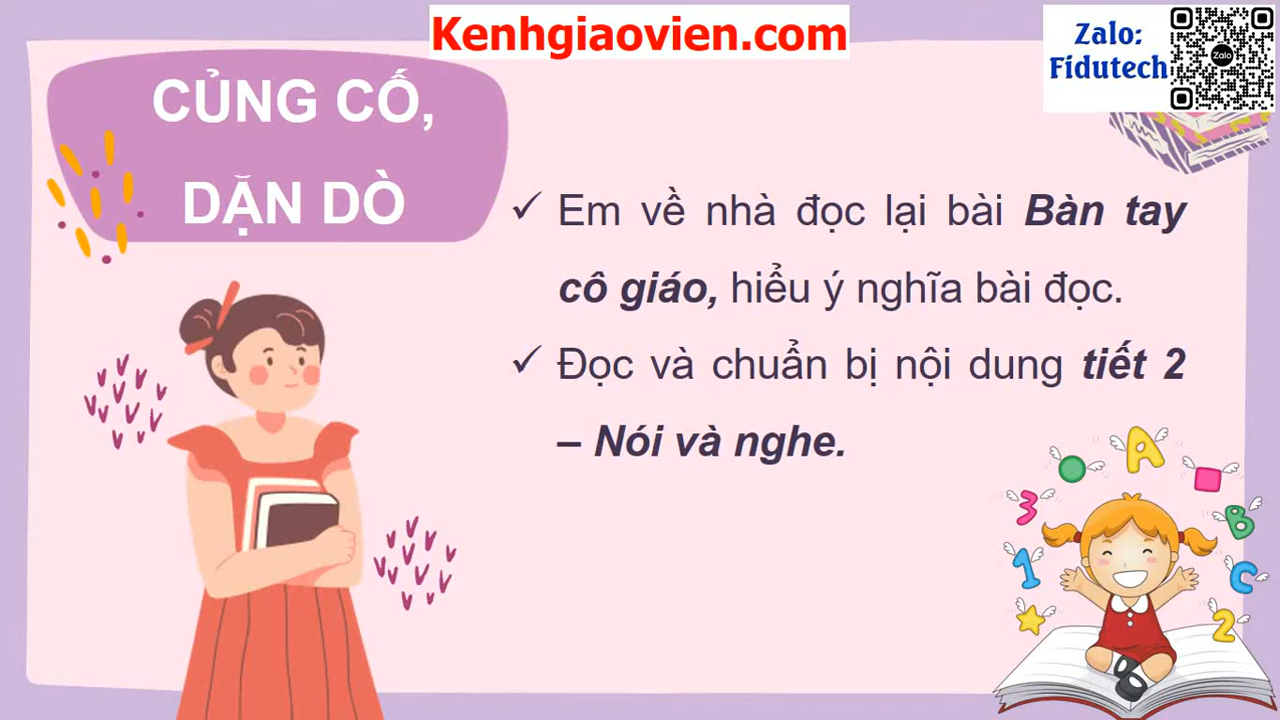 Kenhgiaovien.com
Zalo:
Fidutech
Zalo
CỦNG CỐ,
DẶN DÒ
✓ Em về nhà đọc lại bài Bàn tay
cô giáo, hiểu ý nghĩa bài đọc.
✓ Đọc và chuẩn bị nội dung tiết 2
– Nói và nghe.
A
3
B
1
C
2